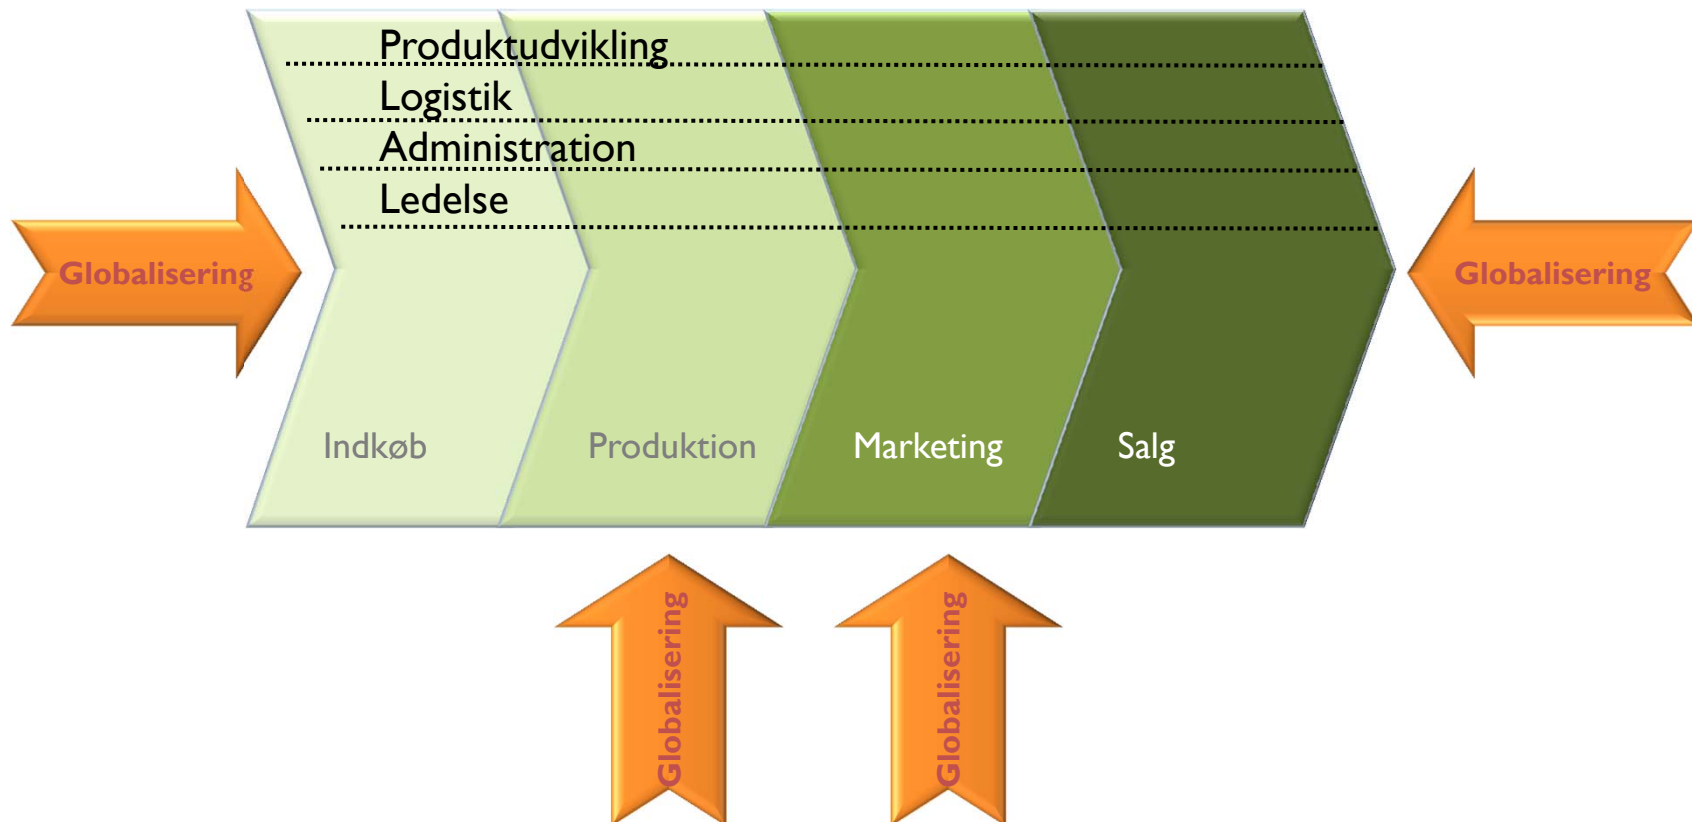 Produktudvikling
Logistik
Administration
Ledelse
Globalisering
Globalisering
Indkøb
Produktion
Marketing
Salg
Globalisering
Globalisering